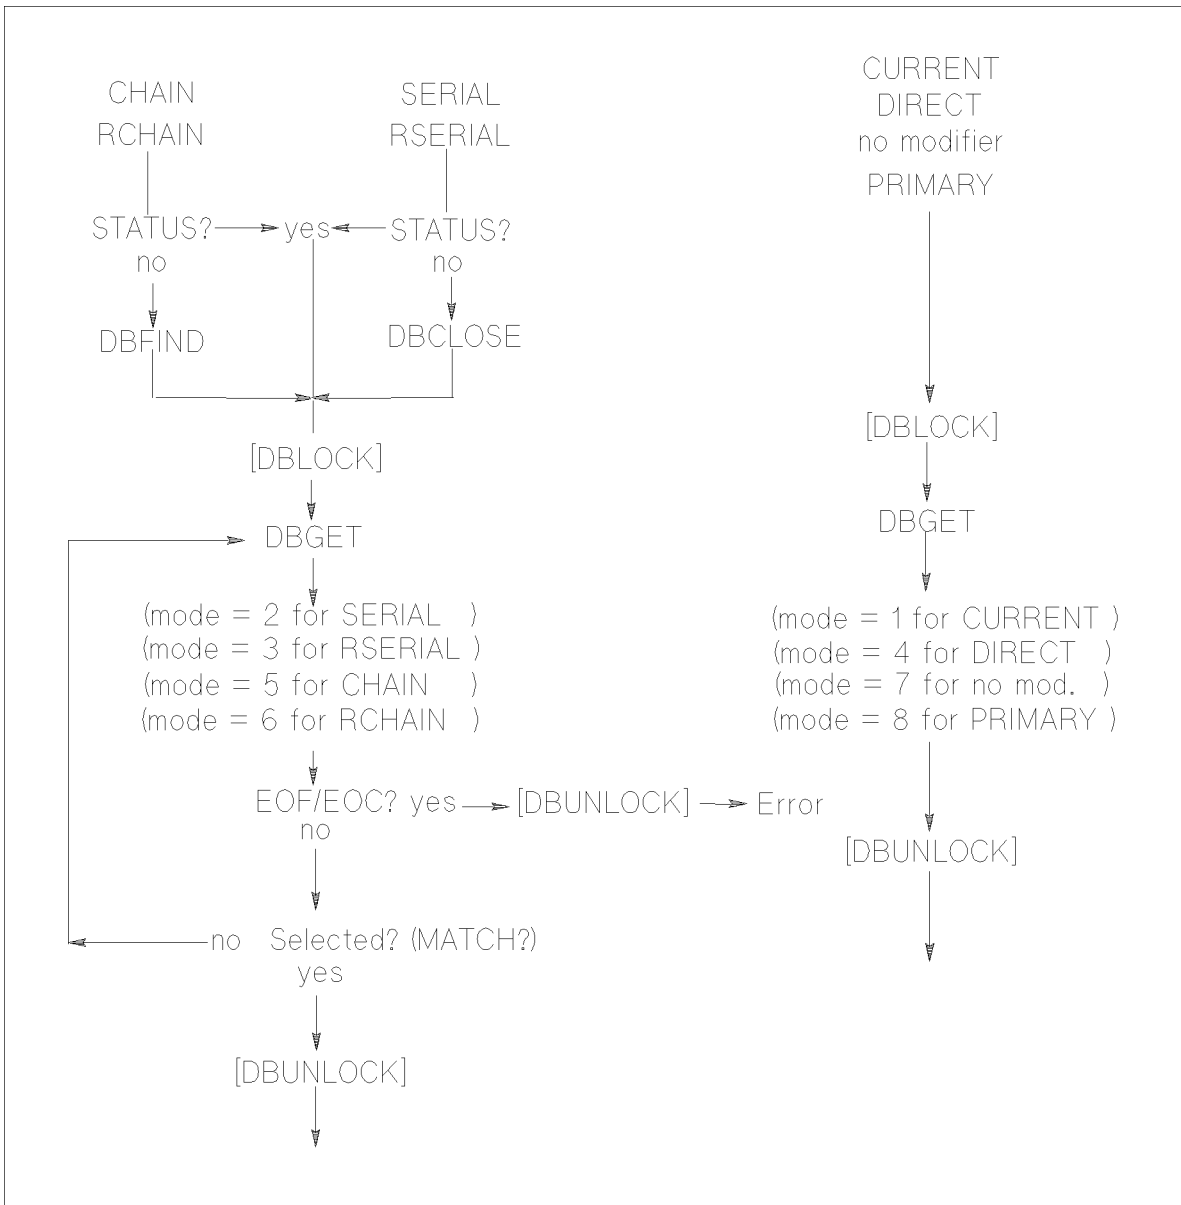 CHAIN
RCHAIN
SERIAL
RSERIAL
CURRENT
DIRECT
no modifier
PRIMARY
STATUS?
yes
STATUS?
no
no
DBFIND
DBCLOSE
[DBLOCK]
DBGET
(mode = 2 for SERIAL )
(mode = 3 for RSERIAL )
(mode = 5 for CHAIN )
(mode = 6 for RCHAIN )
EOF/EOC? yes
[DBUNLOCK]
Error
no
no Selected? (MATCH?)
yes
[DBUNLOCK]
[DBLOCK]
DBGET
(mode = 1 for CURRENT )
(mode = 4 for DIRECT )
(mode = 7 for no mod. )
(mode = 8 for PRIMARY )
[DBUNLOCK]